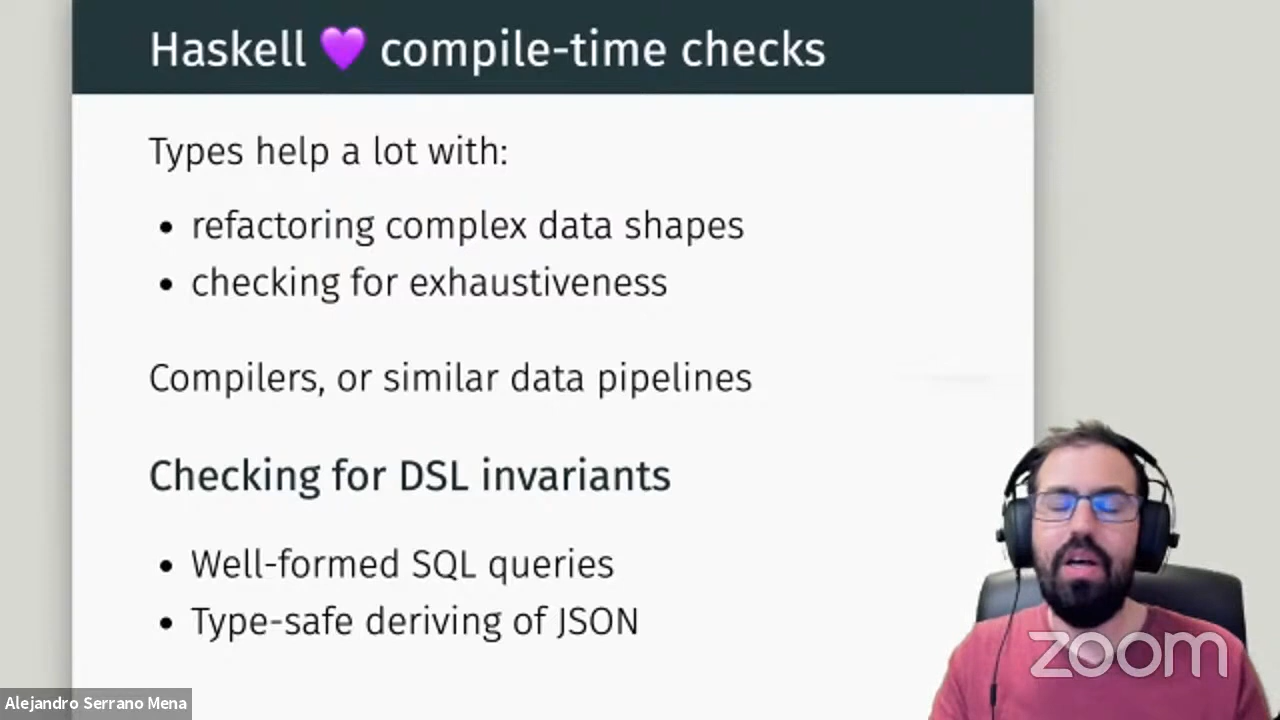 Haskell 💜 compile-time checks
Types help a lot with:
• refactoring complex data shapes
• checking for exhaustiveness
Compilers, or similar data pipelines
Checking for DSL invariants
• Well-formed SQL queries
• Type-safe deriving of JSON
zoom
Alejandro Serrano Mena